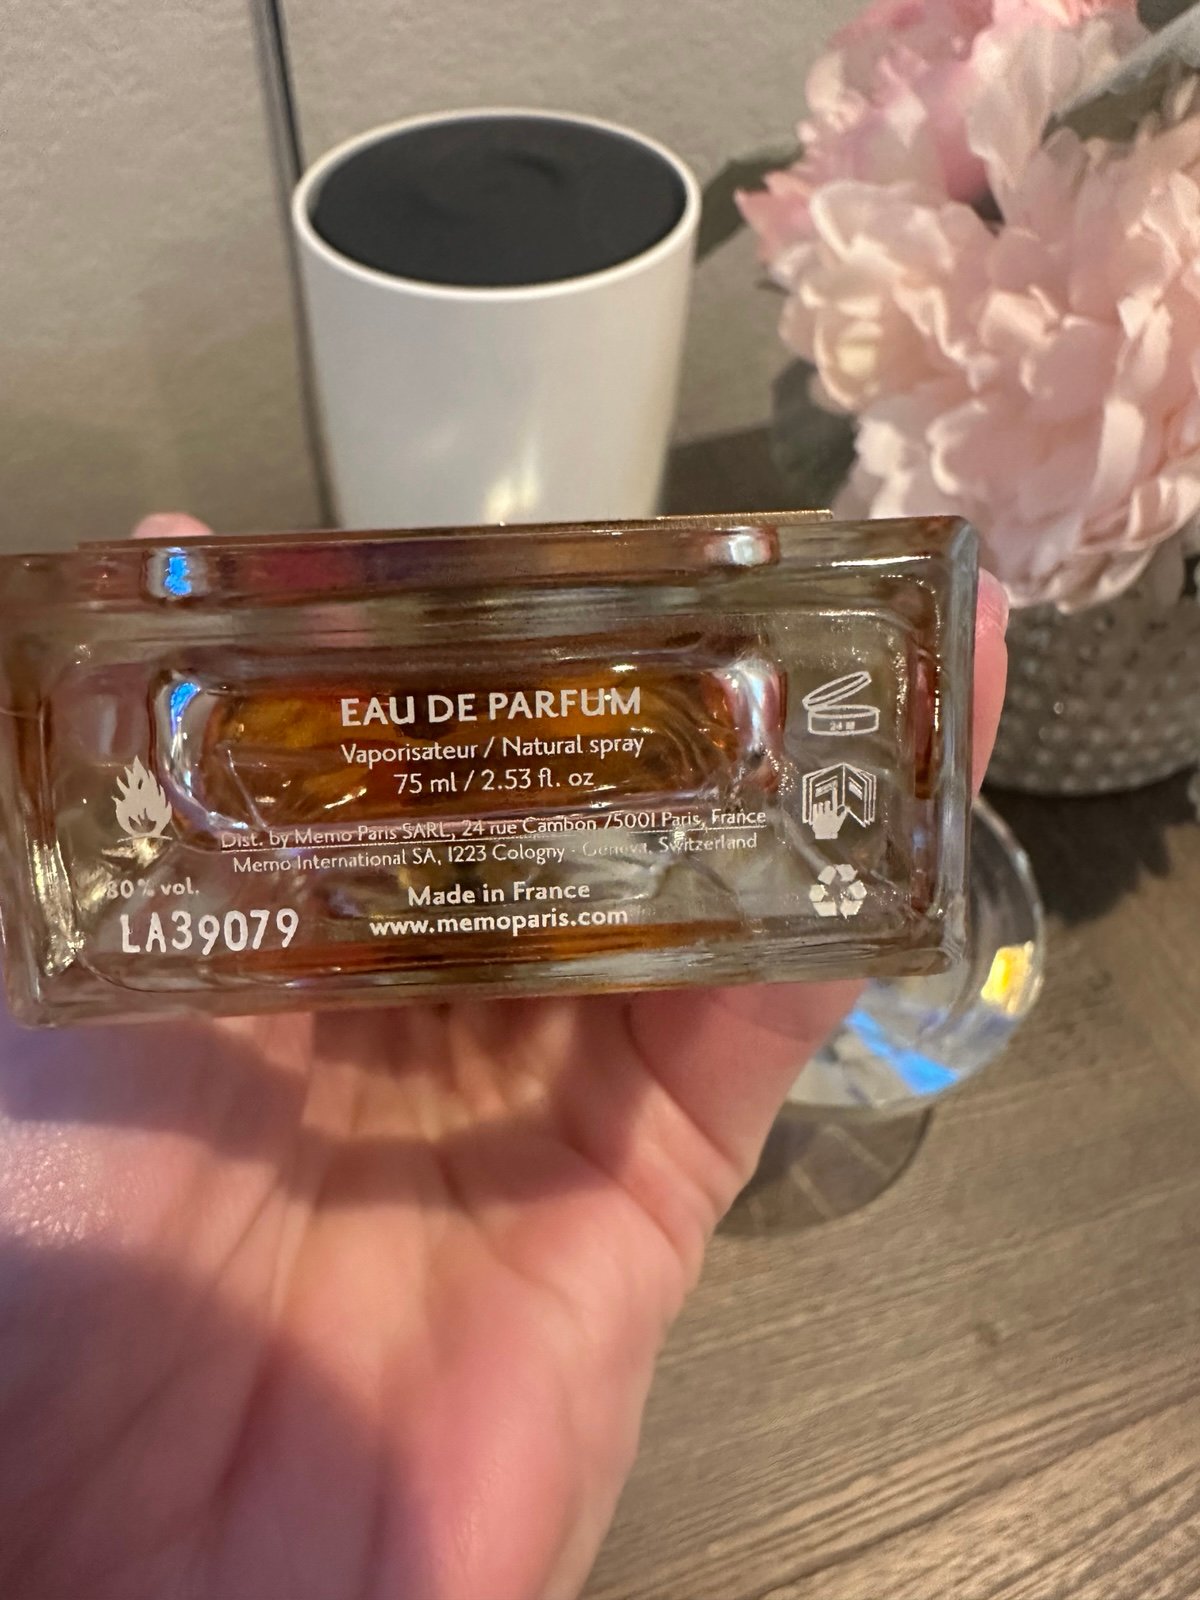 EAU DE PARFUM
Vaporisateur / Natural spray
75 ml / 2.53 fl. oz
Dist. by Memo Paris SARL, 24 rue Cambon 75001 Paris, France
Memo International SA, 1223 Cologny - Geneva, Switzerland
Made in France
www.memoparis.com
80% vol.
LA39079
24 M